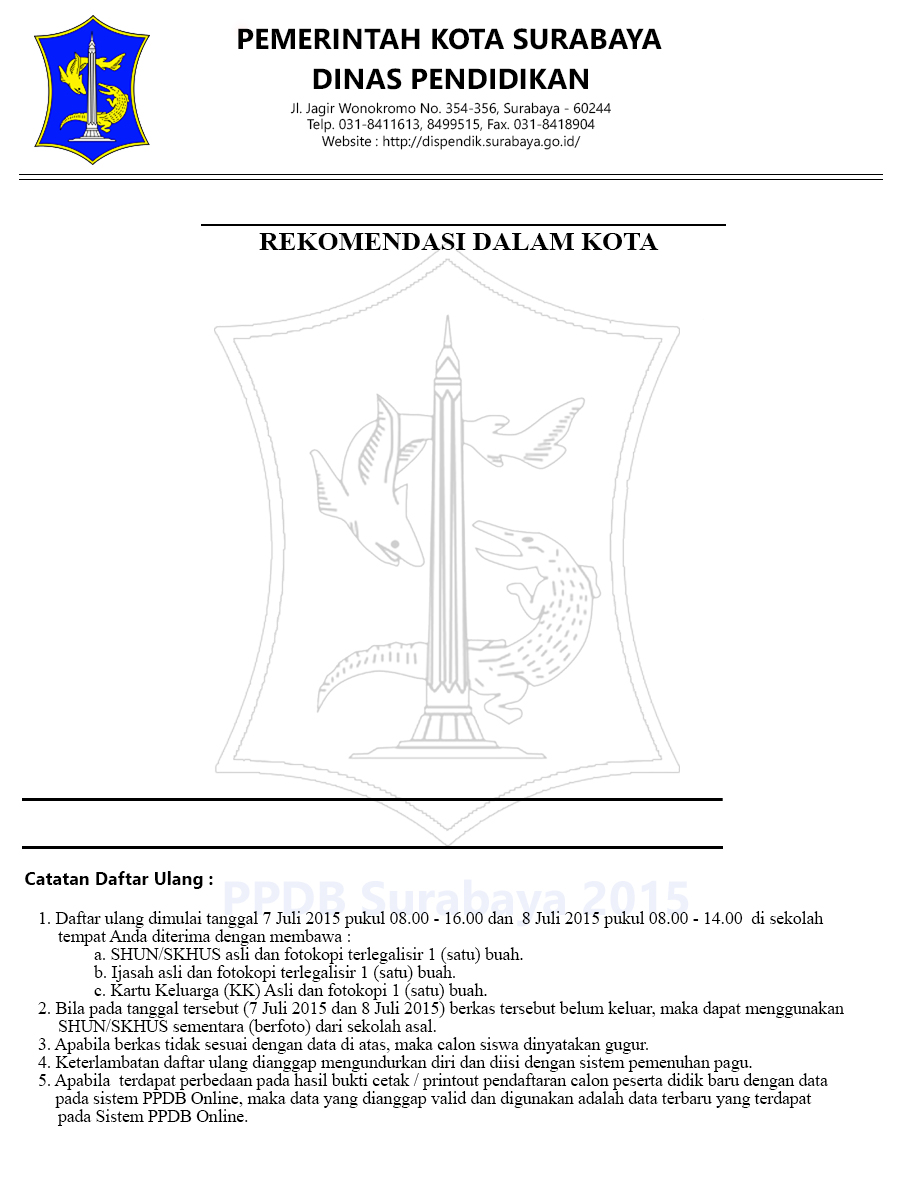 PEMERINTAH KOTA SURABAYA
DINAS PENDIDIKAN
Jl. Jagir Wonokromo No. 354-356, Surabaya - 60244
Telp. 031-8411613, 8499515, Fax. 031-8418904
Website : http://dispendik.surabaya.go.id/
REKOMENDASI DALAM KOTA
Catatan Daftar Ulang :
PPDB Surabaya 2015
1. Daftar ulang dimulai tanggal 7 Juli 2015 pukul 08.00 - 16.00 dan 8 Juli 2015 pukul 08.00 - 14.00 di sekolah
tempat Anda diterima dengan membawa :
a. SHUN/SKHUS asli dan fotokopi terlegalisir 1 (satu) buah.
b. Ijasah asli dan fotokopi terlegalisir 1 (satu) buah.
c. Kartu Keluarga (KK) Asli dan fotokopi 1 (satu) buah.
2. Bila pada tanggal tersebut (7 Juli 2015 dan 8 Juli 2015) berkas tersebut belum keluar, maka dapat menggunakan
SHUN/SKHUS sementara (berfoto) dari sekolah asal.
3. Apabila berkas tidak sesuai dengan data di atas, maka calon siswa dinyatakan gugur.
4. Keterlambatan daftar ulang dianggap mengundurkan diri dan diisi dengan sistem pemenuhan pagu.
5. Apabila terdapat perbedaan pada hasil bukti cetak / printout pendaftaran calon peserta didik baru dengan data
pada sistem PPDB Online, maka data yang dianggap valid dan digunakan adalah data terbaru yang terdapat
pada Sistem PPDB Online.